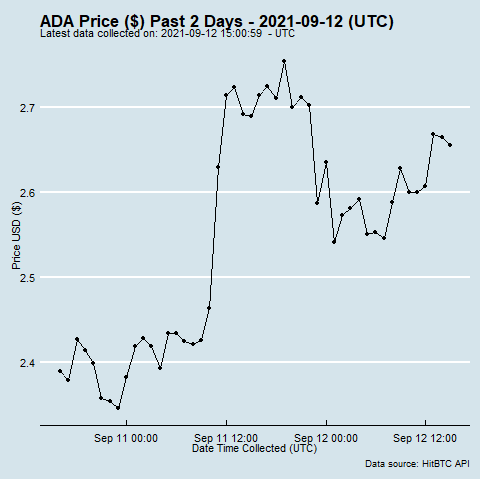 ADA Price ($) Past 2 Days - 2021-09-12 (UTC)
Latest data collected on: 2021-09-12 15:00:59 - UTC
Price USD ($)
2.7
2.6
2.5
2.4
Sep 11 00:00 Sep 11 12:00 Sep 12 00:00 Sep 12 12:00
Date Time Collected (UTC)
Data source: HitBTC API